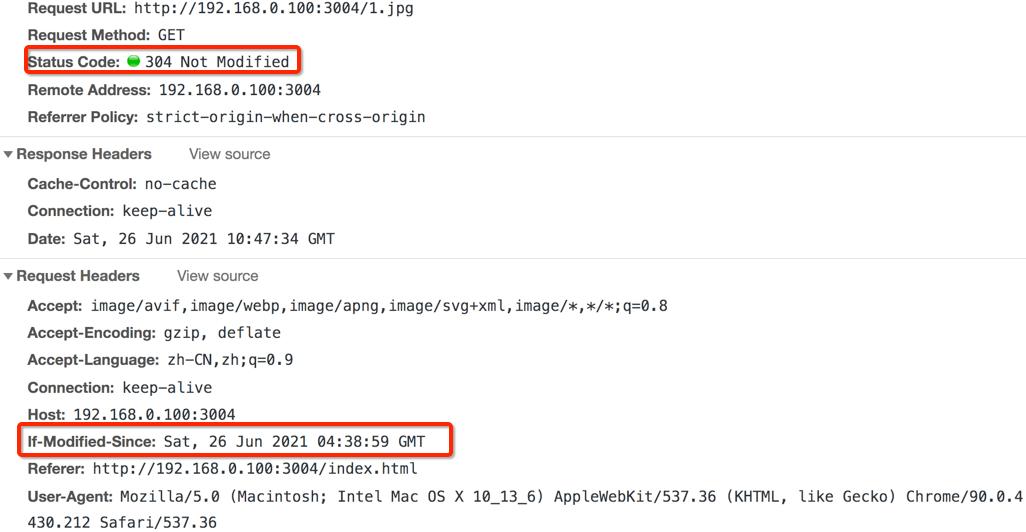 Request URL: http://192.168.0.100:3004/1.jpg
Request Method: GET
Status Code: 304 Not Modified
Remote Address: 192.168.0.100:3004
Referrer Policy: strict-origin-when-cross-origin
Response Headers View source
Cache-Control: no-cache
Connection: keep-alive
Date: Sat, 26 Jun 2021 10:47:34 GMT
Request Headers View source
Accept: image/avif,image/webp,image/apng,image/svg+xml,image/*,*/*;q=0.8
Accept-Encoding: gzip, deflate
Accept-Language: zh-CN,zh;q=0.9
Connection: keep-alive
Host: 192.168.0.100:3004
If-Modified-Since: Sat, 26 Jun 2021 04:38:59 GMT
Referer: http://192.168.0.100:3004/index.html
User-Agent: Mozilla/5.0 (Macintosh; Intel Mac OS X 10_13_6) AppleWebKit/537.36 (KHTML, like Gecko) Chrome/90.0.4
430.212 Safari/537.36